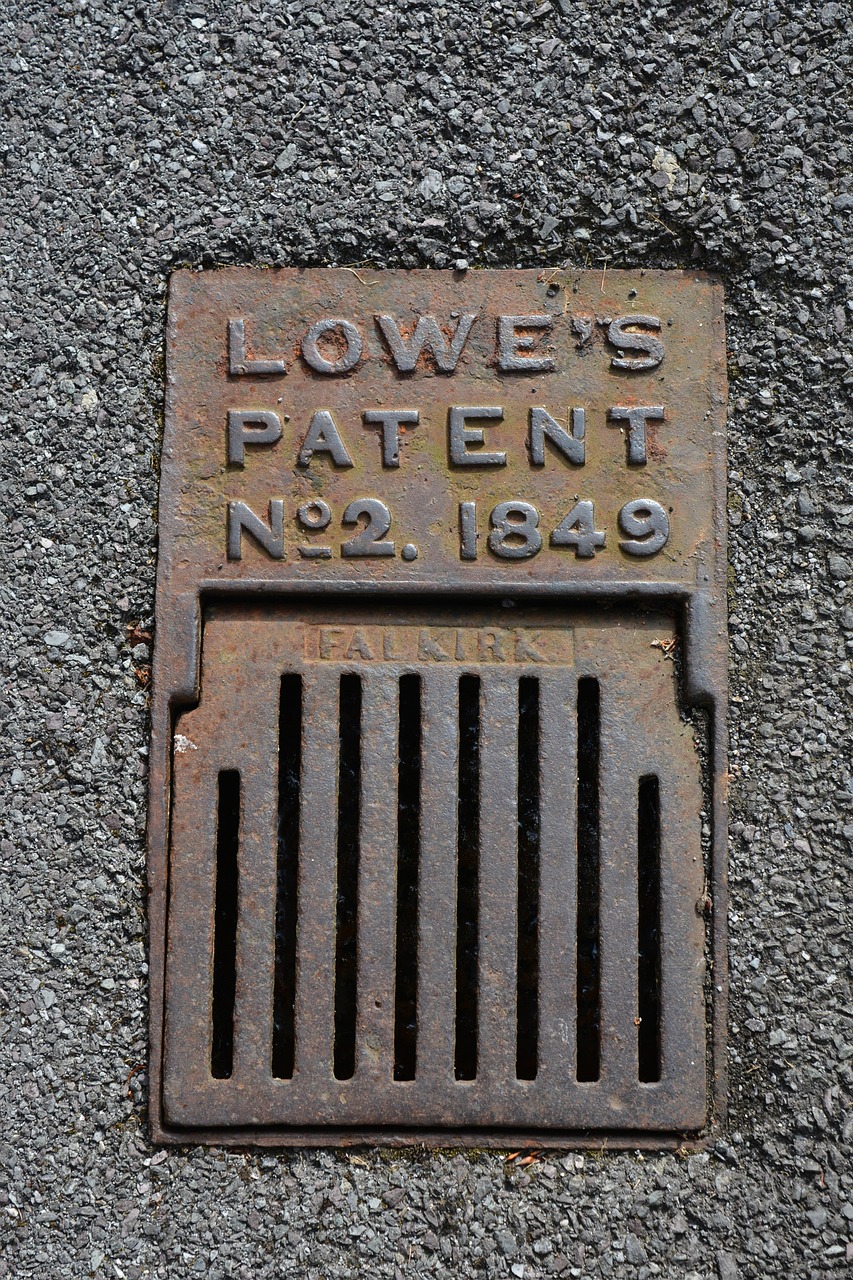 LOWE'S
PATENT
Nº2. 1849
FALKIRK